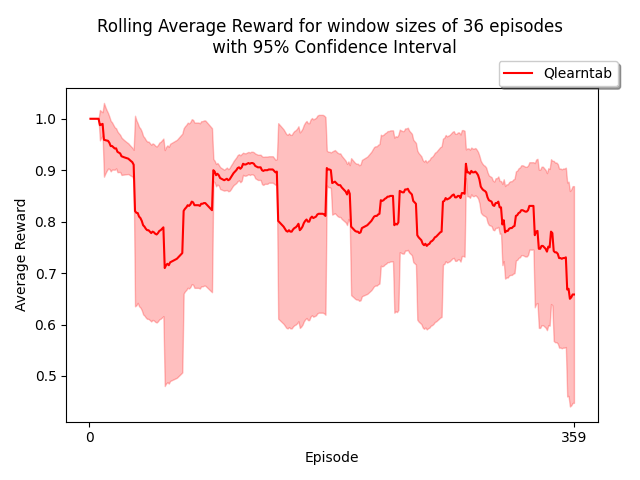 Rolling Average Reward for window sizes of 36 episodes
with 95% Confidence Interval
Qlearntab
1.0
0.9
0.8
0.7
0.6
0.5
Average Reward
0
359
Episode